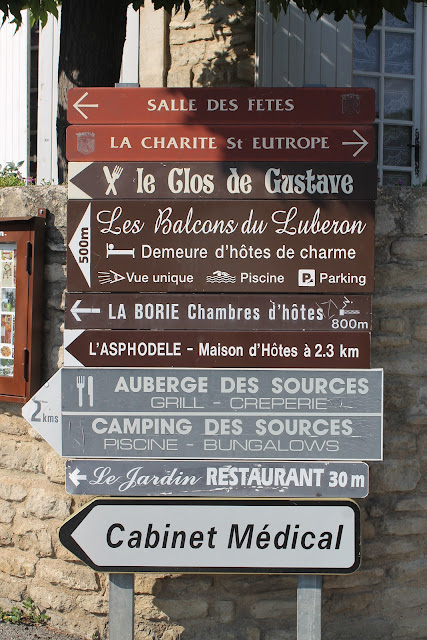 SALLE DES FETES
LA CHARITE St EUTROPE
le Clos de Gustave
Les Balcons du Luberon
500m
Demeure d'hôtes de charme
Vue unique Piscine P Parking
LA BORIE Chambres d'hôtes
800m
L'ASPHODELE - Maison d'Hôtes à 2.3 km
AUBERGE DES SOURCES
GRILL - CREPERIE
2 kms
CAMPING DES SOURCES
PISCINE - BUNGALOWS
Le Jardin RESTAURANT 30 m
Cabinet Médical